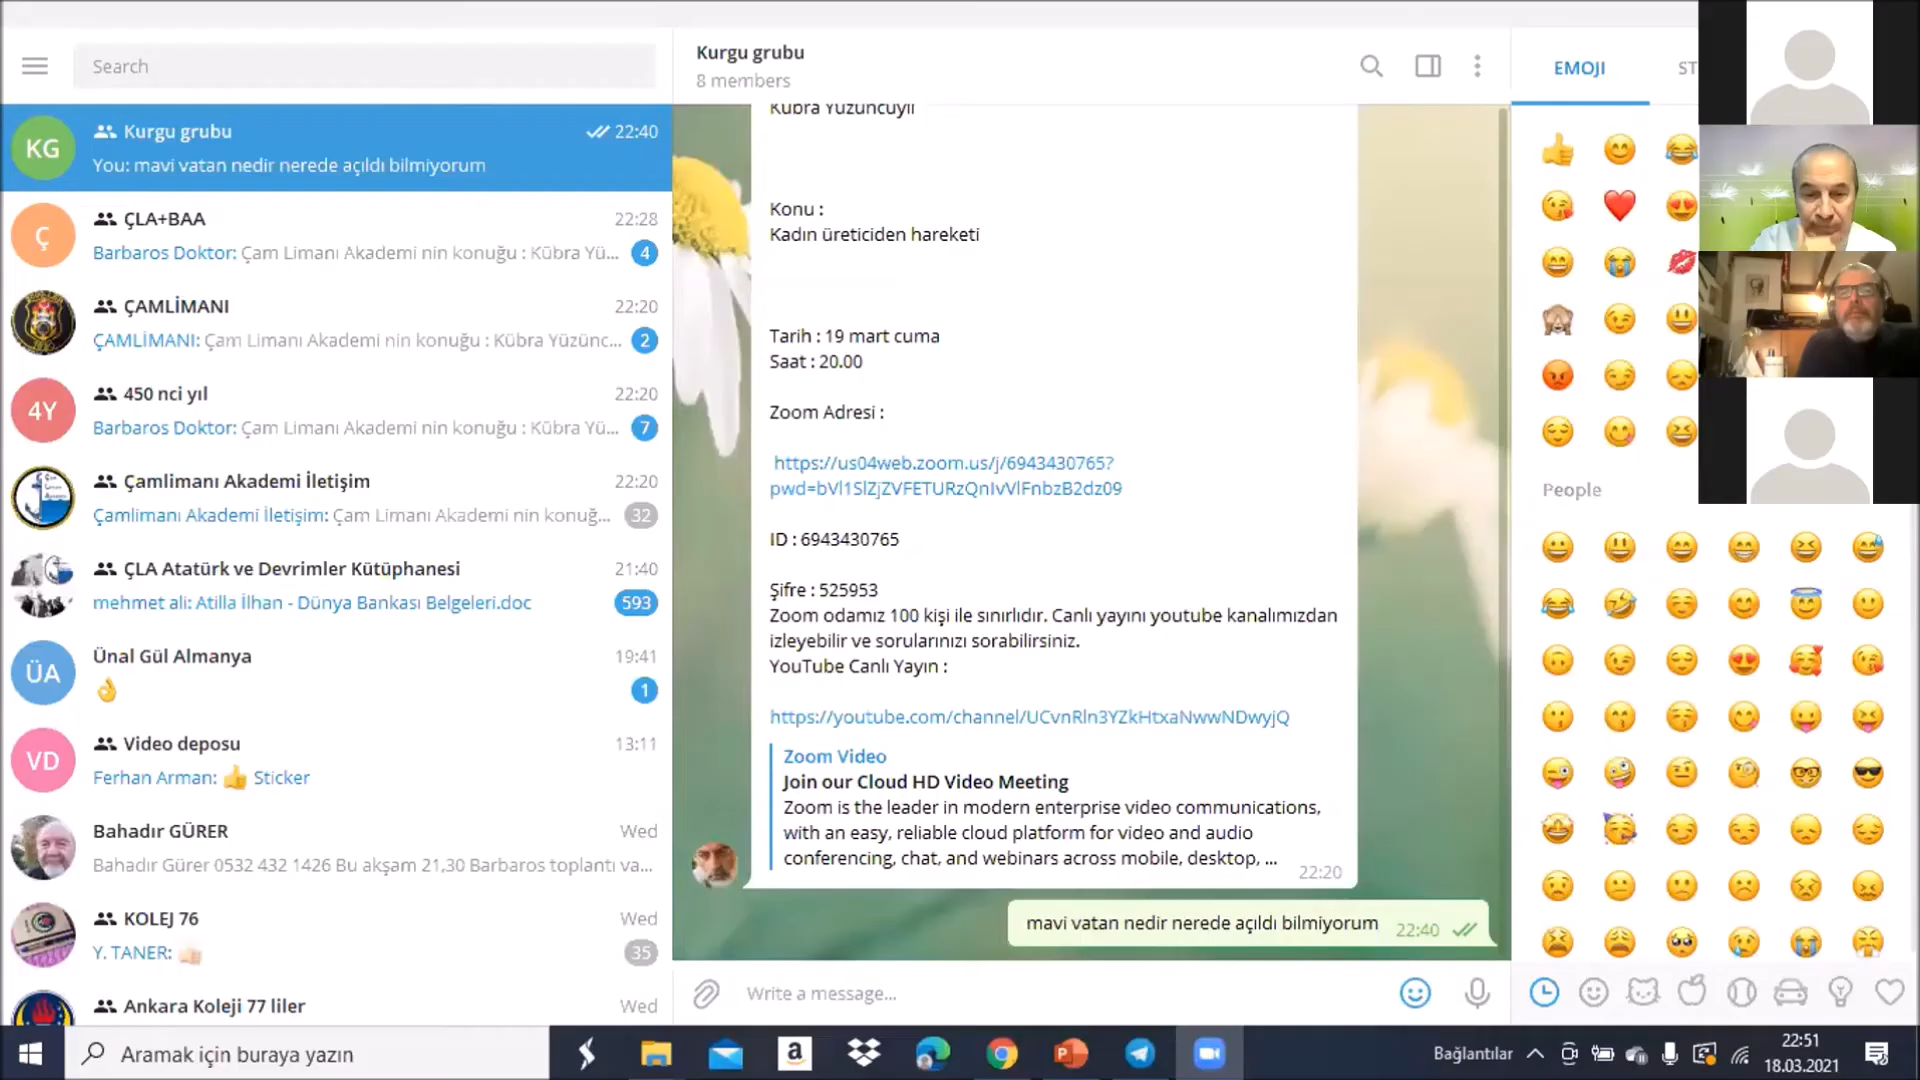 Search
KG
Kurgu grubu
22:40
You: mavi vatan nedir nerede açıldı bilmiyorum
Ç
ÇLA+BAA
22:28
Barbaros Doktor: Çam Limanı Akademi nin konuğu : Kübra Yü...
4
ÇAMLİMANI
22:20
ÇAMLİMANI: Çam Limanı Akademi nin konuğu : Kübra Yüzünc...
2
4Y
450 nci yıl
22:20
Barbaros Doktor: Çam Limanı Akademi nin konuğu : Kübra Yü...
7
Çamlimanı Akademi İletişim
22:20
Çamlimanı Akademi İletişim: Çam Limanı Akademi nin konuğ...
32
ÇLA Atatürk ve Devrimler Kütüphanesi
21:40
mehmet ali: Atilla İlhan - Dünya Bankası Belgeleri.doc
593
ÜA
Ünal Gül Almanya
19:41
👌
1
VD
Video deposu
13:11
Ferhan Arman: 👍 Sticker
Bahadır GÜRER
Wed
Bahadır Gürer 0532 432 1426 Bu akşam 21,30 Barbaros toplantı va...
KOLEJ 76
Wed
Y. TANER:
35
Ankara Koleji 77 liler
Wed
Kurgu grubu
8 members
Kübra Yüzüncüyıl
Konu :
Kadın üreticiden hareketi
Tarih : 19 mart cuma
Saat : 20.00
Zoom Adresi :
https://us04web.zoom.us/j/6943430765?
pwd=bVl1SlZjZVFETURzQnIvVlFnbzB2dz09
ID : 6943430765
Şifre : 525953
Zoom odamız 100 kişi ile sınırlıdır. Canlı yayını youtube kanalımızdan
izleyebilir ve sorularınızı sorabilirsiniz.
YouTube Canlı Yayın :
https://youtube.com/channel/UCvnRln3YZkHtxaNwwNDwyjQ
Zoom Video
Join our Cloud HD Video Meeting
Zoom is the leader in modern enterprise video communications,
with an easy, reliable cloud platform for video and audio
conferencing, chat, and webinars across mobile, desktop, ...
22:20
mavi vatan nedir nerede açıldı bilmiyorum
22:40
Write a message...
EMOJI
ST
People
Aramak için buraya yazın
a
P
Bağlantılar
22:51
18.03.2021